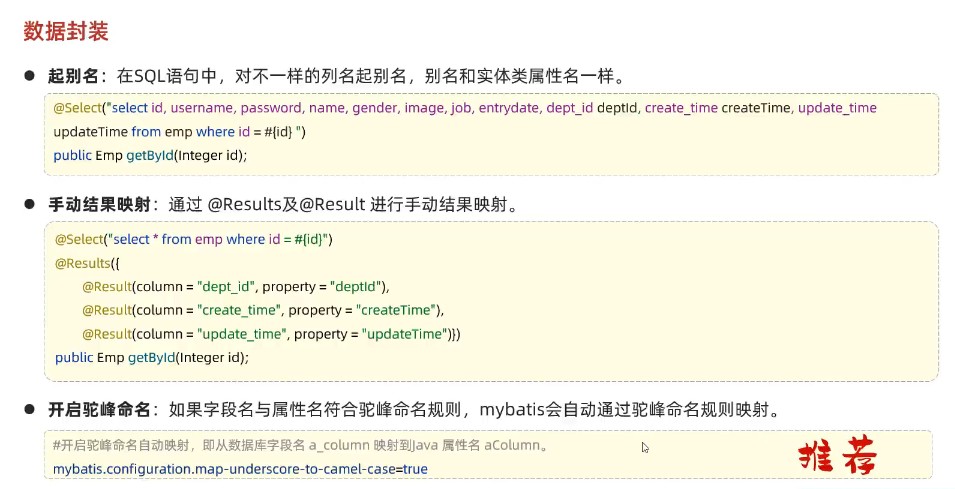 数据封装
● 起别名：在SQL语句中，对不一样的列名起别名，别名和实体类属性名一样。
@Select("select id, username, password, name, gender, image, job, entrydate, dept_id deptId, create_time createTime, update_time
updateTime from emp where id = #{id} ")
public Emp getById(Integer id);
● 手动结果映射：通过 @Results及@Result 进行手动结果映射。
@Select("select * from emp where id = #{id}")
@Results({
@Result(column = "dept_id", property = "deptId"),
@Result(column = "create_time", property = "createTime"),
@Result(column = "update_time", property = "updateTime")})
public Emp getById(Integer id);
● 开启驼峰命名：如果字段名与属性名符合驼峰命名规则，mybatis会自动通过驼峰命名规则映射。
#开启驼峰命名自动映射，即从数据库字段名 a_column 映射到Java 属性名 aColumn。
mybatis.configuration.map-underscore-to-camel-case=true
推荐